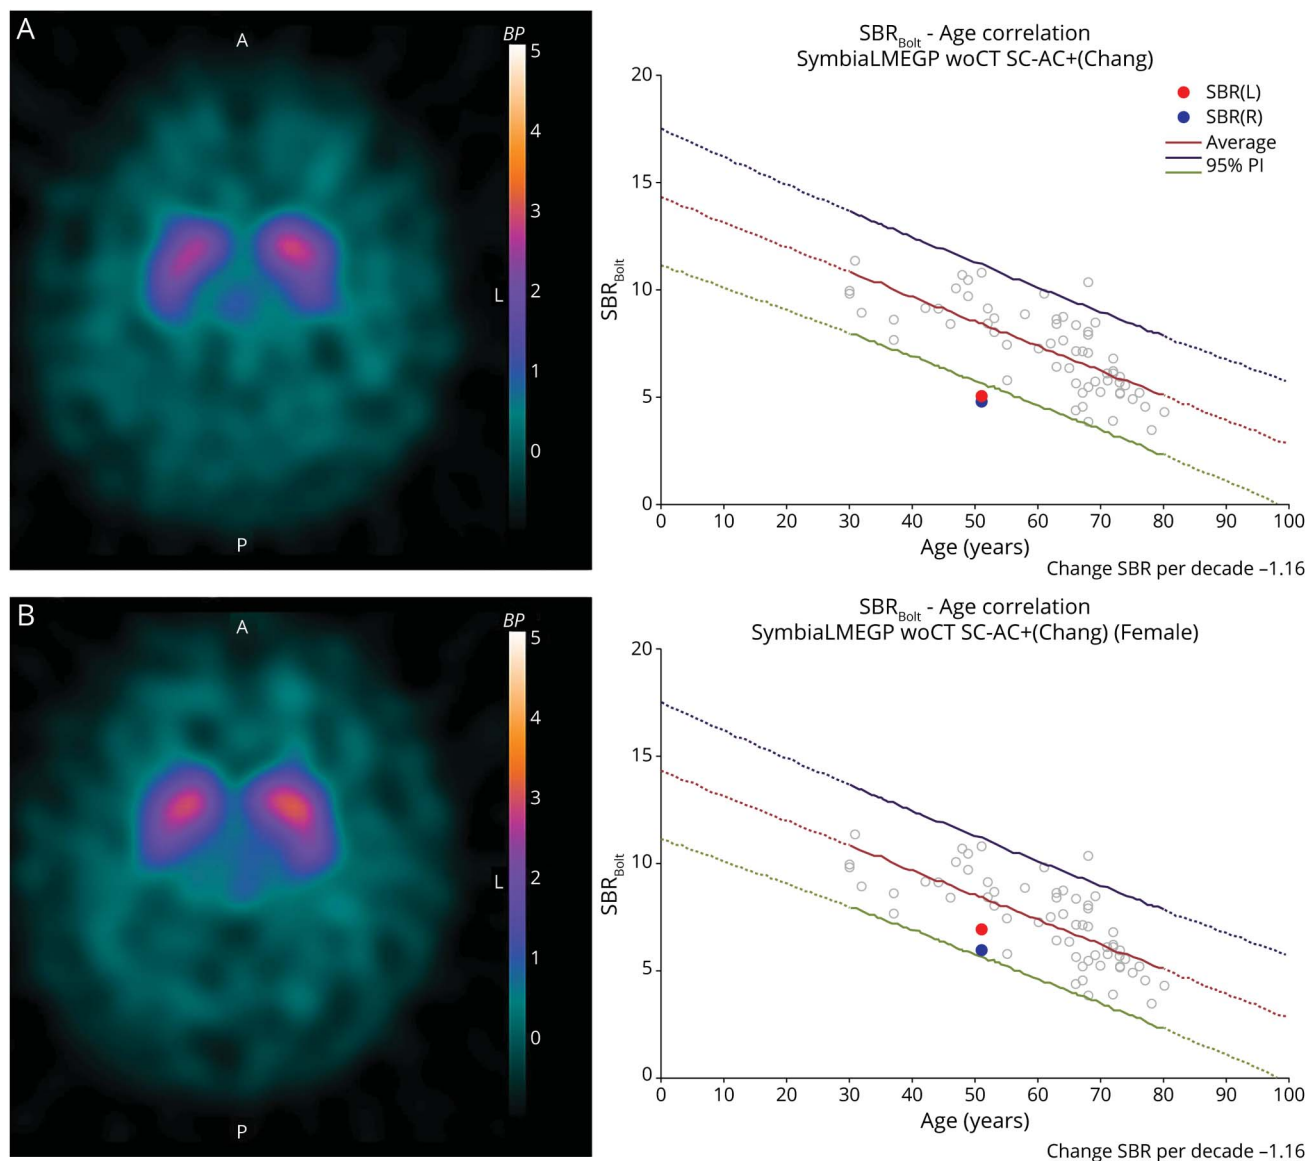 A
A
BP
5
4
3
2
1
0
L
P
SBR_Bolt - Age correlation
SymbiaLMEGP woCT SC-AC+(Chang)
SBR(L)
SBR(R)
Average
95% PI
20
15
10
5
0
SBR_Bolt
0 10 20 30 40 50 60 70 80 90 100
Age (years)
Change SBR per decade –1.16
B
A
BP
5
4
3
2
1
0
L
P
SBR_Bolt - Age correlation
SymbiaLMEGP woCT SC-AC+(Chang) (Female)
20
15
10
5
0
SBR_Bolt
0 10 20 30 40 50 60 70 80 90 100
Age (years)
Change SBR per decade –1.16